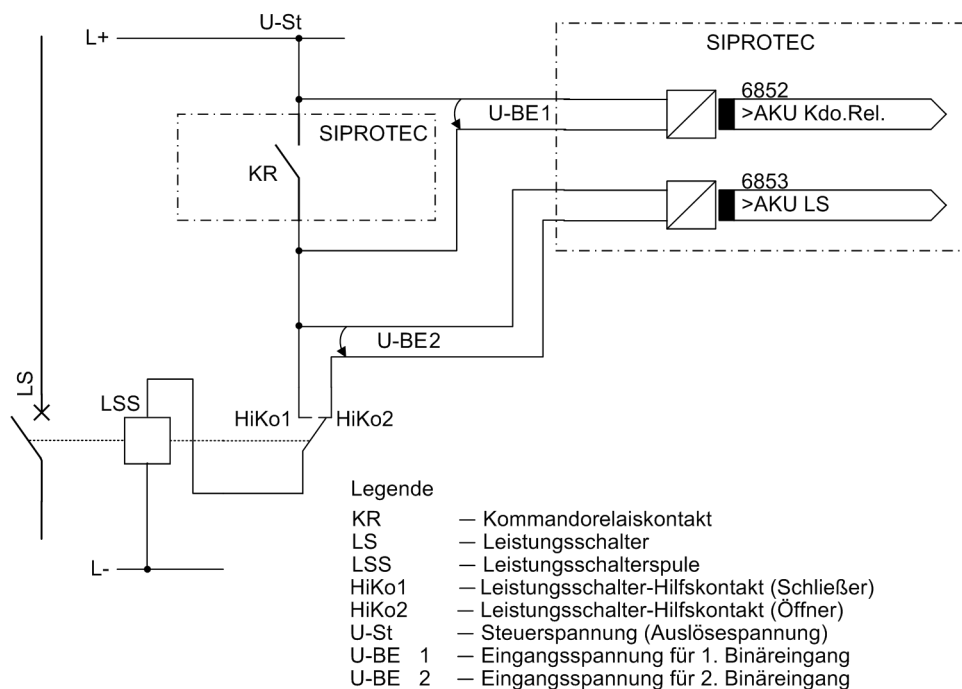 U-St
L+
SIPROTEC
6852
>AKU Kdo.Rel.
U-BE1
SIPROTEC
KR
6853
>AKU LS
U-BE2
LS
LSS
HiKo1
HiKo2
L-
Legende
KR — Kommandorelaiskontakt
LS — Leistungsschalter
LSS — Leistungsschalterspule
HiKo1 — Leistungsschalter-Hilfskontakt (Schließer)
HiKo2 — Leistungsschalter-Hilfskontakt (Öffner)
U-St — Steuerspannung (Auslösespannung)
U-BE 1 — Eingangsspannung für 1. Binäreingang
U-BE 2 — Eingangsspannung für 2. Binäreingang